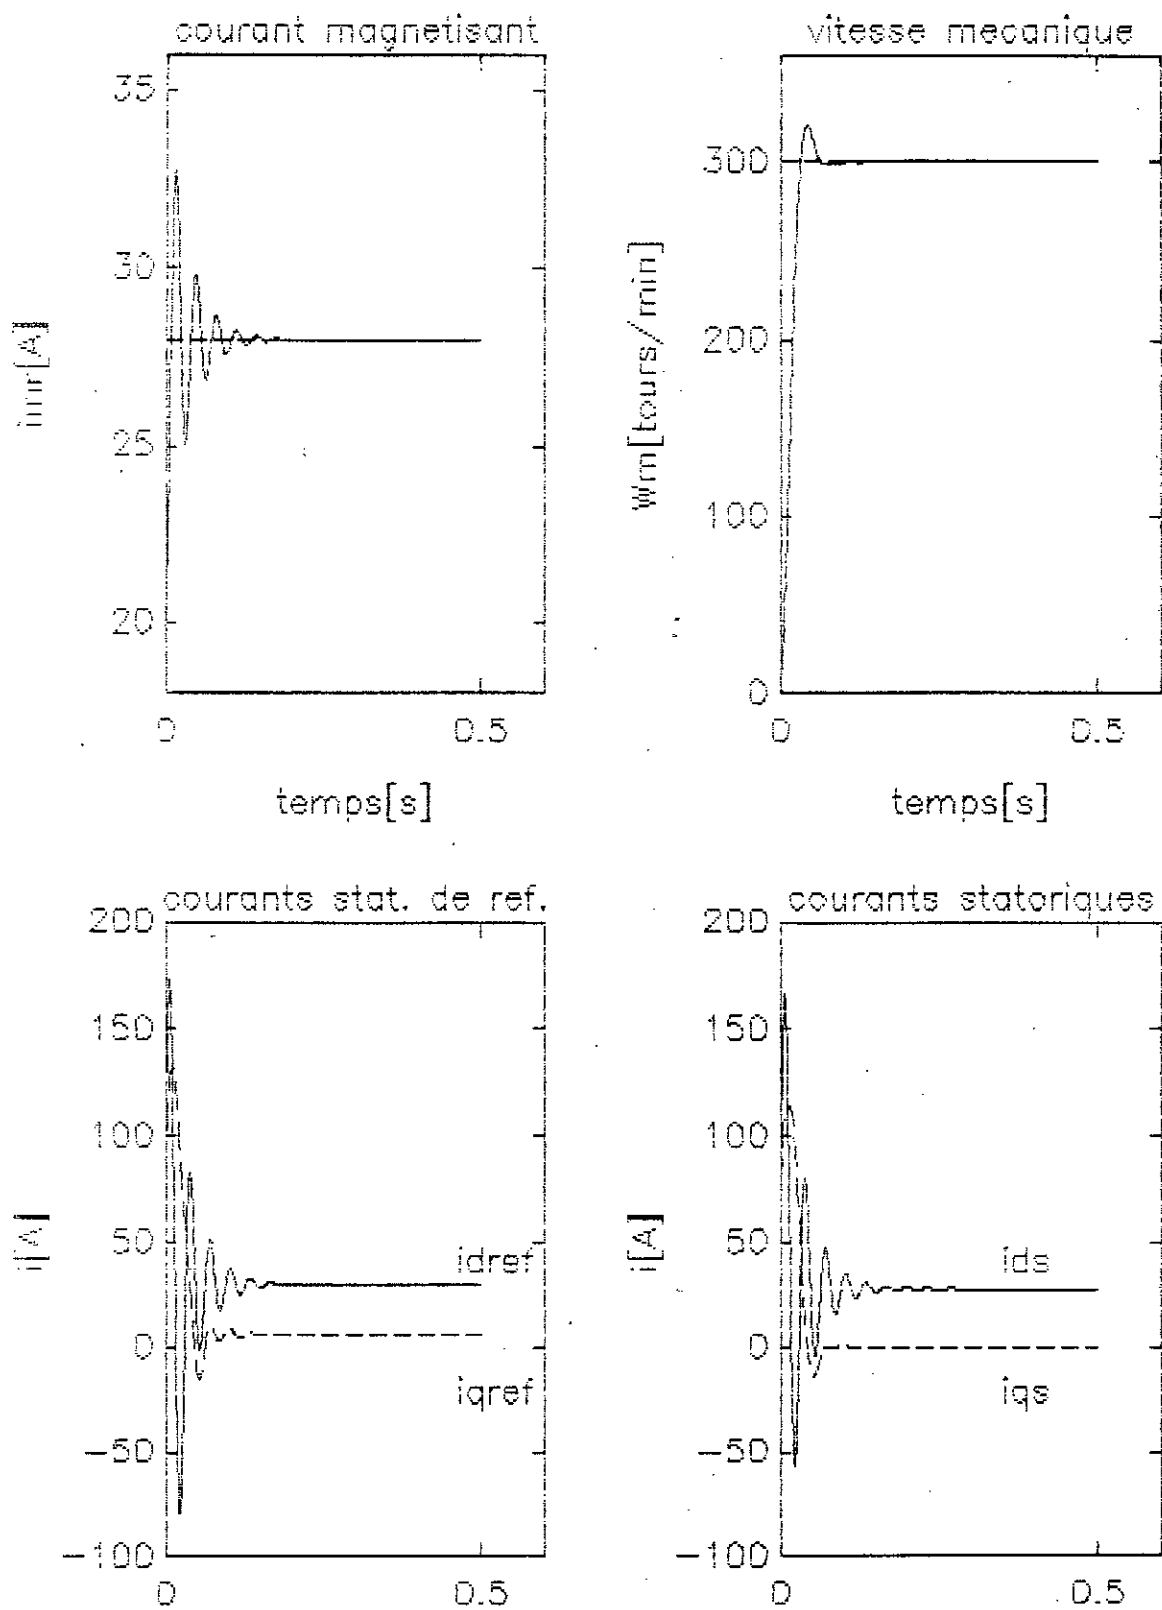 courant magnetisant
35
30
25
20
imr[A]
0
0.5
temps[s]
vitesse mecanique
300
200
100
0
Wm[tours/min]
0
0.5
temps[s]
courants stat. de ref.
200
150
100
50
0
-50
-100
i[A]
idref
iqref
0
0.5
courants statoriques
200
150
100
50
0
-50
-100
i[A]
ids
iqs
0
0.5